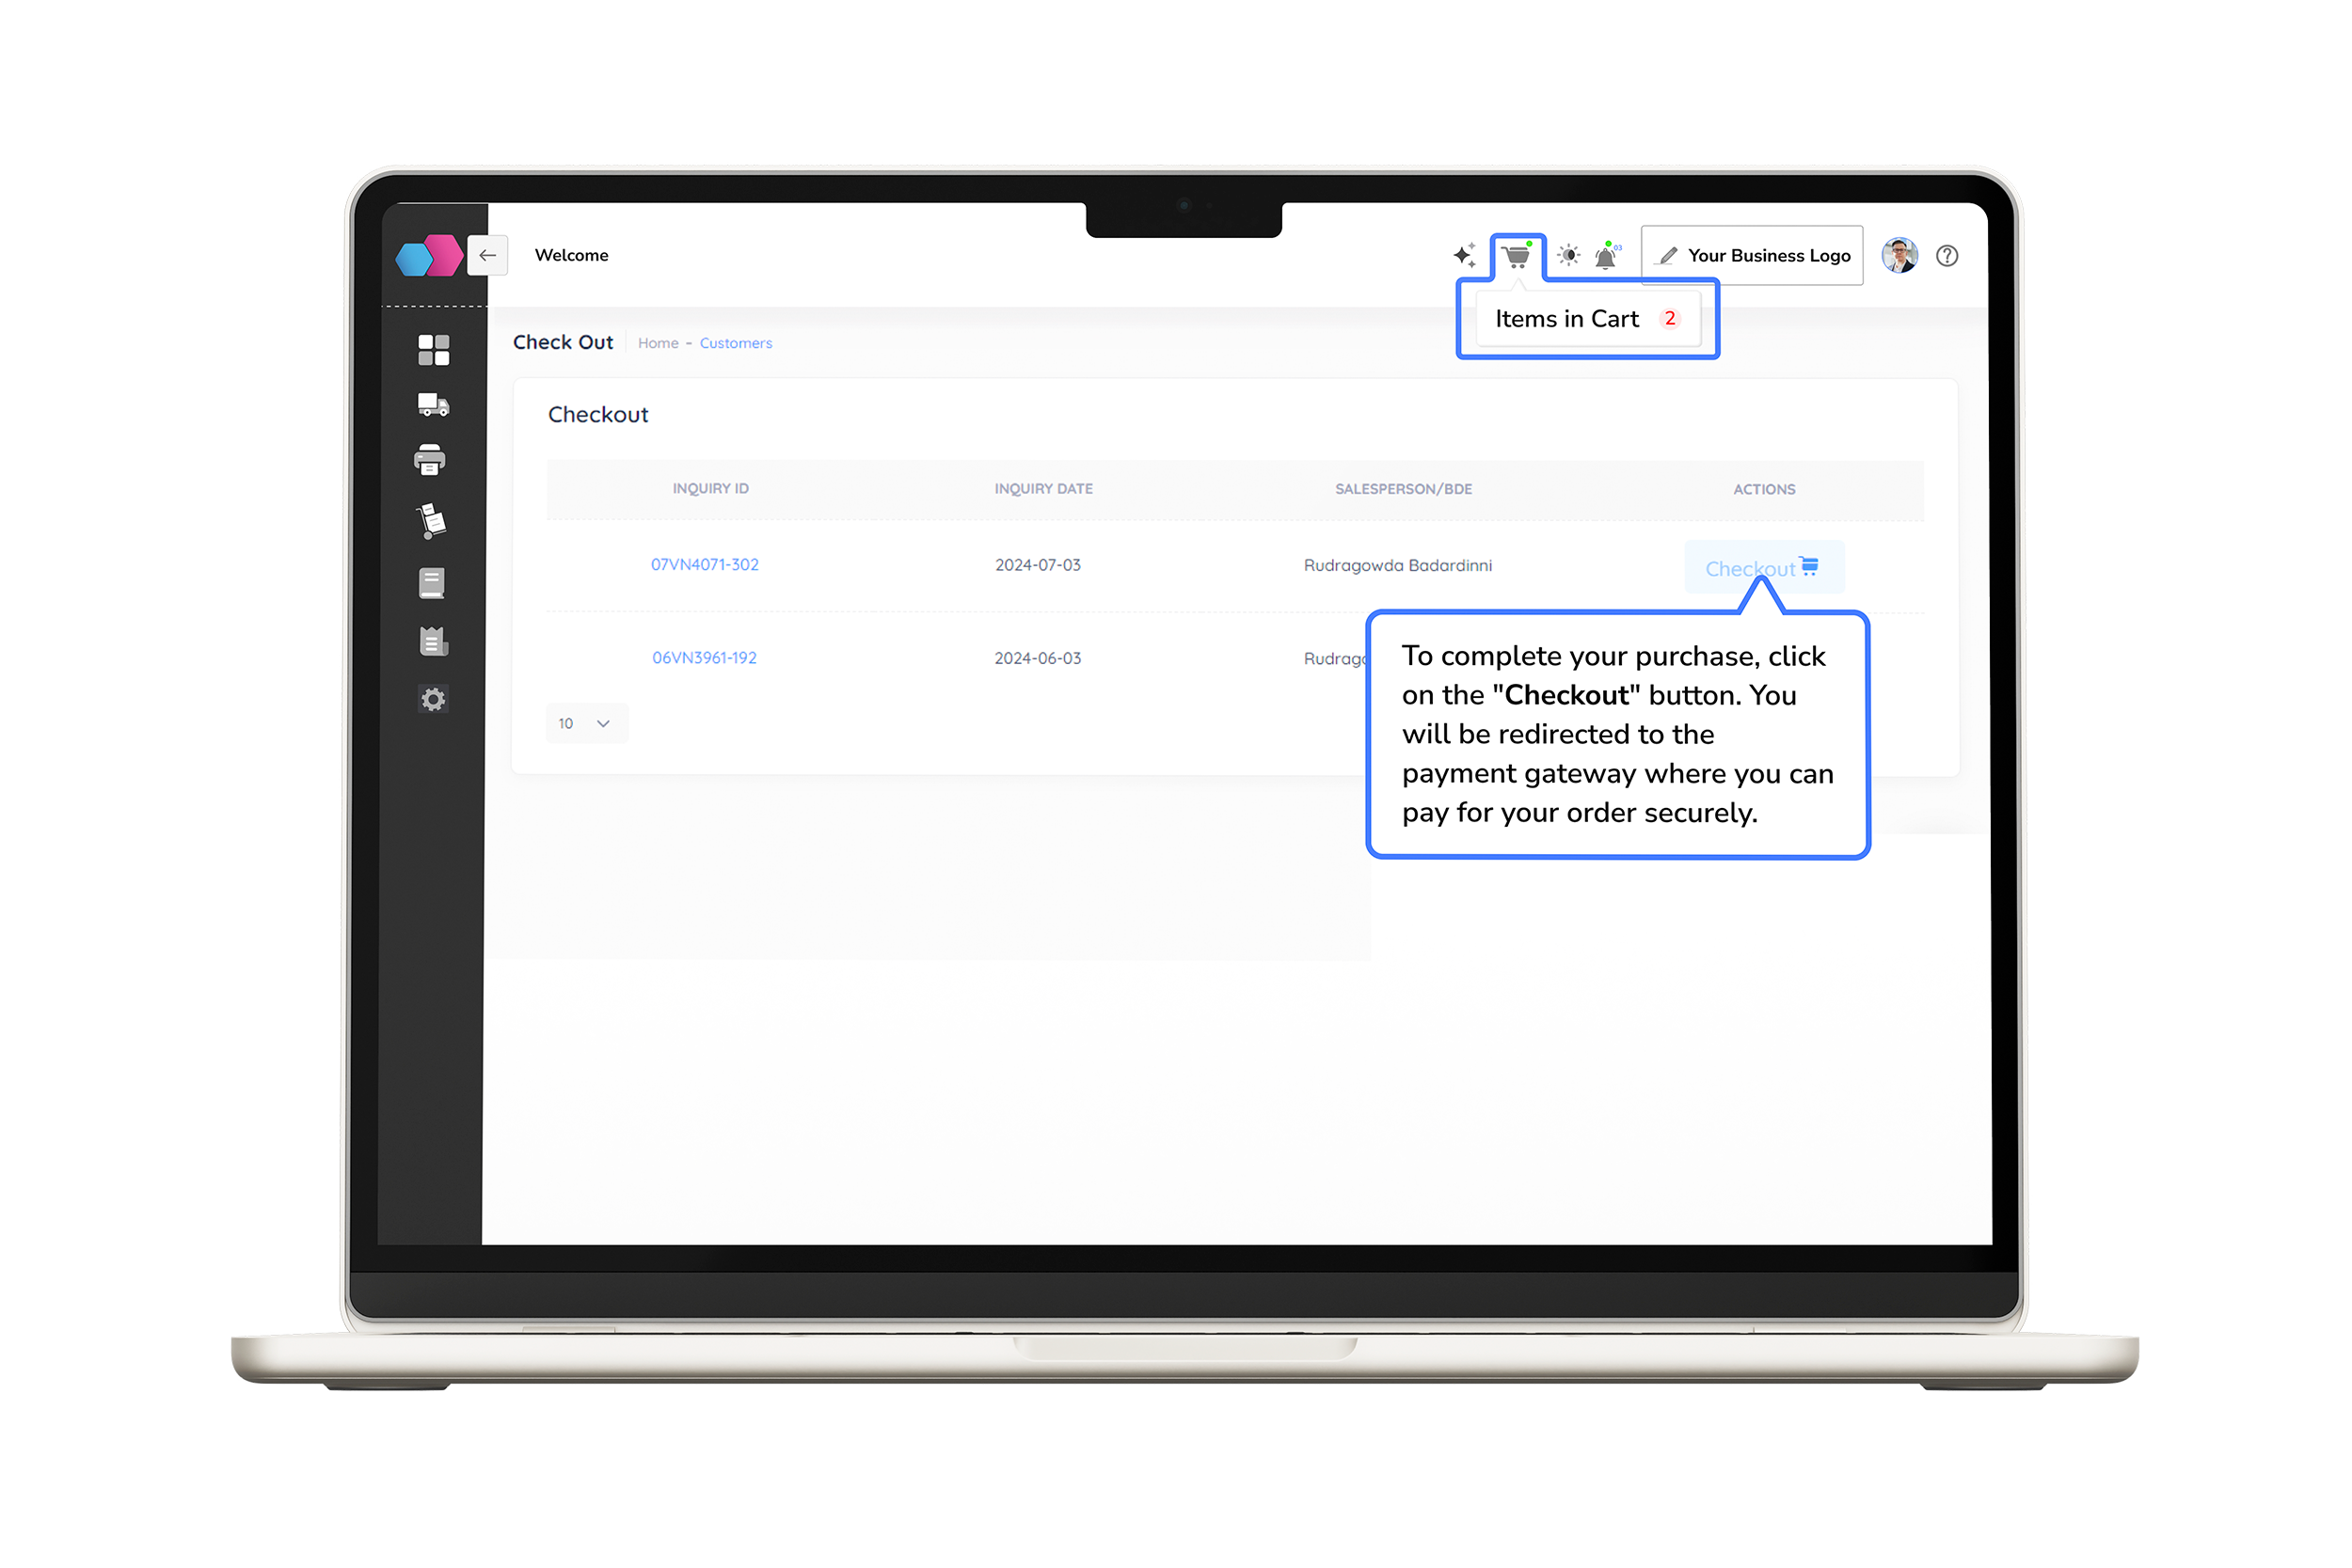 Welcome
03
Your Business Logo
Items in Cart 2
Check Out Home - Customers
Checkout
INQUIRY ID INQUIRY DATE SALESPERSON/BDE ACTIONS
07VN4071-302 2024-07-03 Rudragowda Badardinni Checkout
06VN3961-192 2024-06-03
10
To complete your purchase, click
on the "Checkout" button. You
will be redirected to the
payment gateway where you can
pay for your order securely.